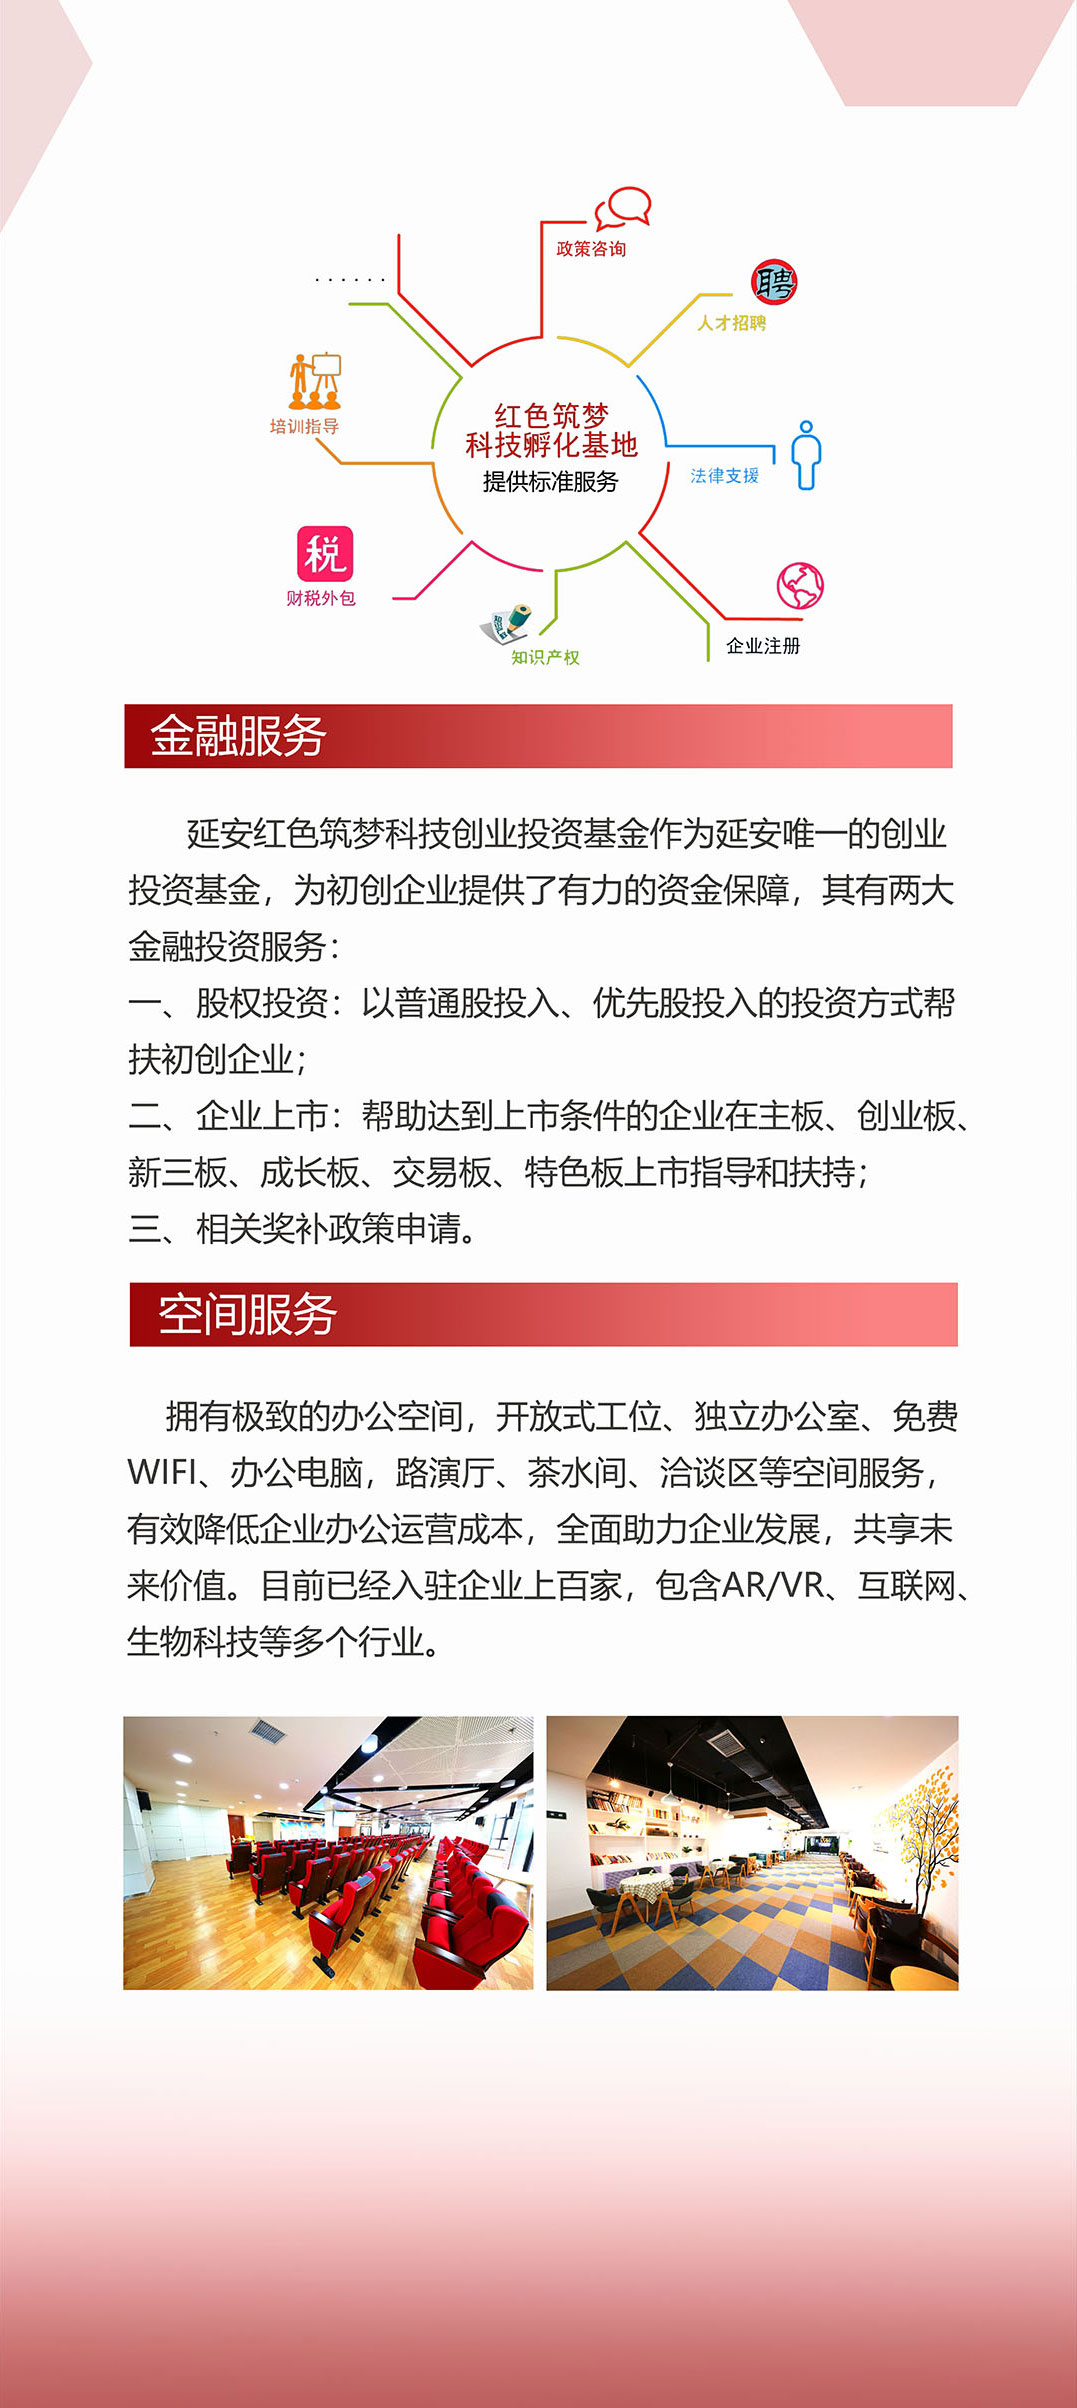 政策咨询
······
聘
人才招聘
培训指导
红色筑梦
科技孵化基地
提供标准服务
法律支援
税
财税外包
知识产权
企业注册
金融服务
延安红色筑梦科技创业投资基金作为延安唯一的创业
投资基金，为初创企业提供了有力的资金保障，其有两大
金融投资服务：
一、股权投资：以普通股投入、优先股投入的投资方式帮
扶初创企业；
二、企业上市：帮助达到上市条件的企业在主板、创业板、
新三板、成长板、交易板、特色板上市指导和扶持；
三、相关奖补政策申请。
空间服务
拥有极致的办公空间，开放式工位、独立办公室、免费
WIFI、办公电脑，路演厅、茶水间、洽谈区等空间服务，
有效降低企业办公运营成本，全面助力企业发展，共享未
来价值。目前已经入驻企业上百家，包含AR/VR、互联网、
生物科技等多个行业。